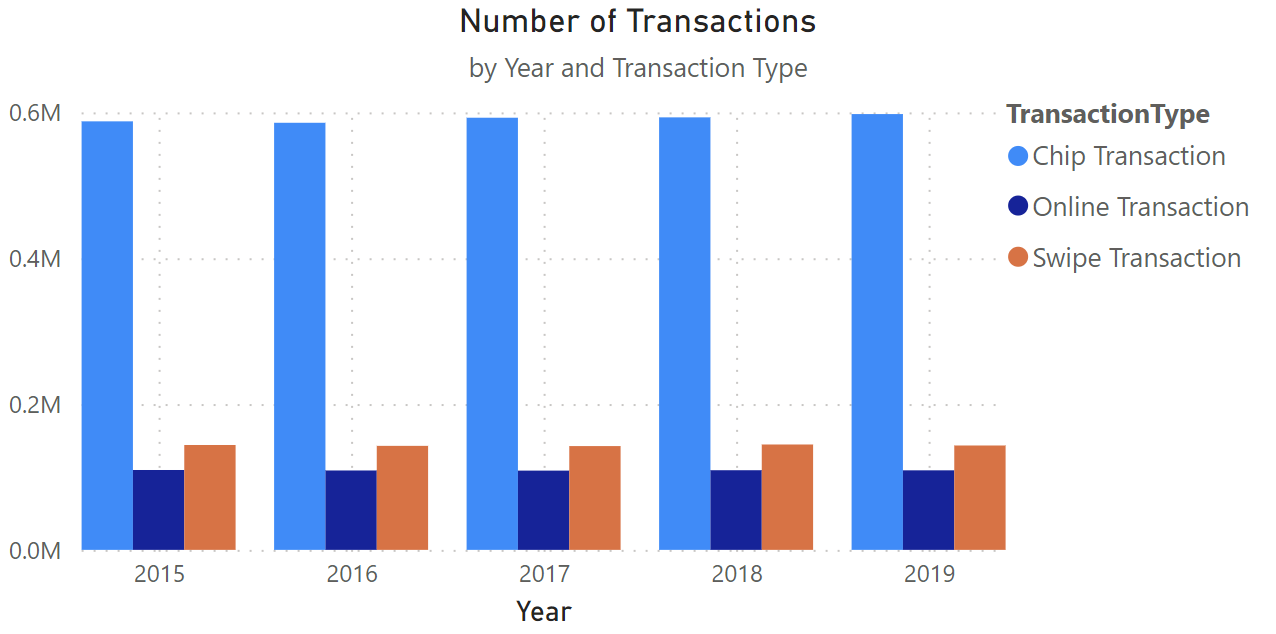 Number of Transactions
by Year and Transaction Type
0.6M
0.4M
0.2M
0.0M
2015 2016 2017 2018 2019
Year
TransactionType
Chip Transaction
Online Transaction
Swipe Transaction